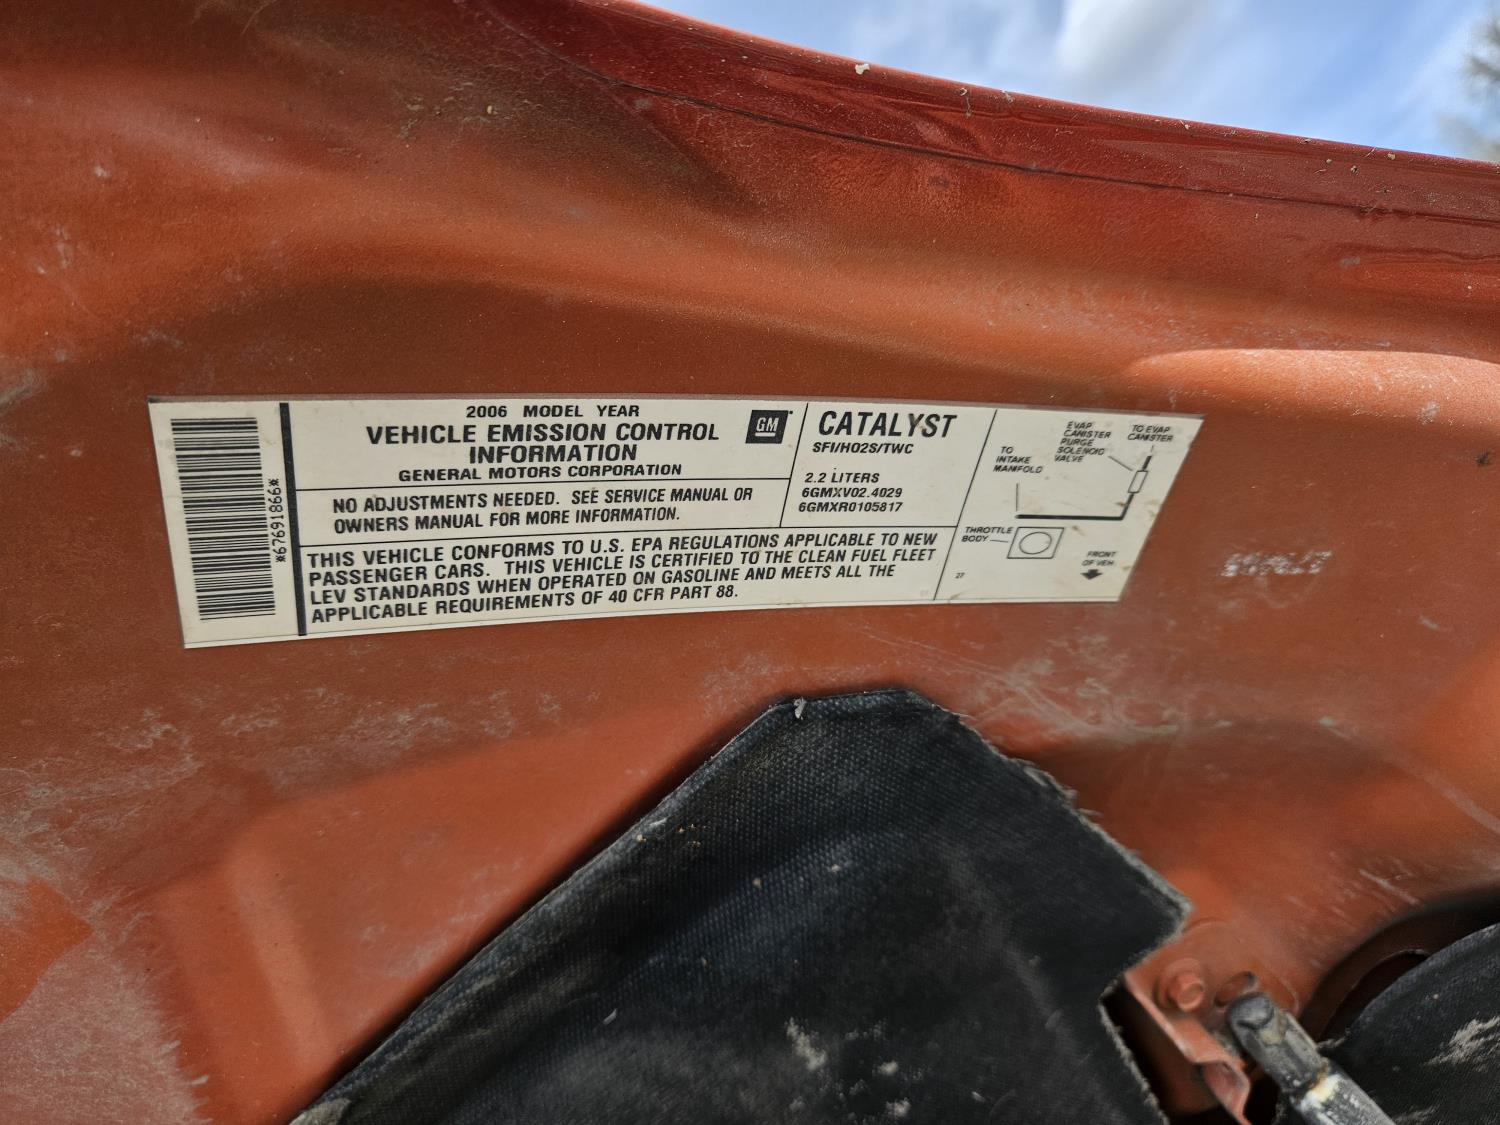 *67691866*
2006 MODEL YEAR
VEHICLE EMISSION CONTROL
INFORMATION
GENERAL MOTORS CORPORATION
GM
NO ADJUSTMENTS NEEDED. SEE SERVICE MANUAL OR
OWNERS MANUAL FOR MORE INFORMATION.
CATALYST
SFI/HO2S/TWC
2.2 LITERS
6GMXV02.4029
6GMXR0105817
THIS VEHICLE CONFORMS TO U.S. EPA REGULATIONS APPLICABLE TO NEW
PASSENGER CARS. THIS VEHICLE IS CERTIFIED TO THE CLEAN FUEL FLEET
LEV STANDARDS WHEN OPERATED ON GASOLINE AND MEETS ALL THE
APPLICABLE REQUIREMENTS OF 40 CFR PART 88.
EVAP
CANISTER
PURGE
SOLENOID
VALVE
TO EVAP
CANISTER
TO
INTAKE
MANIFOLD
THROTTLE
BODY
FRONT
OF VEH.
27